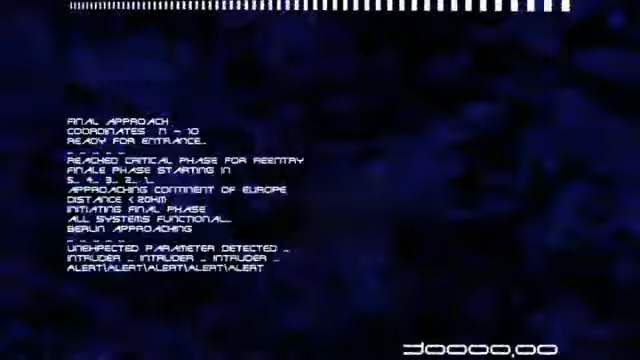 FINAL APPROACH
COORDINATES N - 10
READY FOR ENTRANCE...
_ _ _ _ _
REACHED CRITICAL PHASE FOR REENTRY
FINALE PHASE STARTING IN
5... 4... 3... 2... 1...
APPROACHING CONTINENT OF EUROPE
DISTANCE < 20KM
INITIATING FINAL PHASE
ALL SYSTEMS FUNCTIONAL...
BERLIN APPROACHING
_ _ _ _ _
UNEXPECTED PARAMETER DETECTED ...
INTRUDER ... INTRUDER ... INTRUDER ...
ALERT\ALERT\ALERT\ALERT\ALERT
30000,00